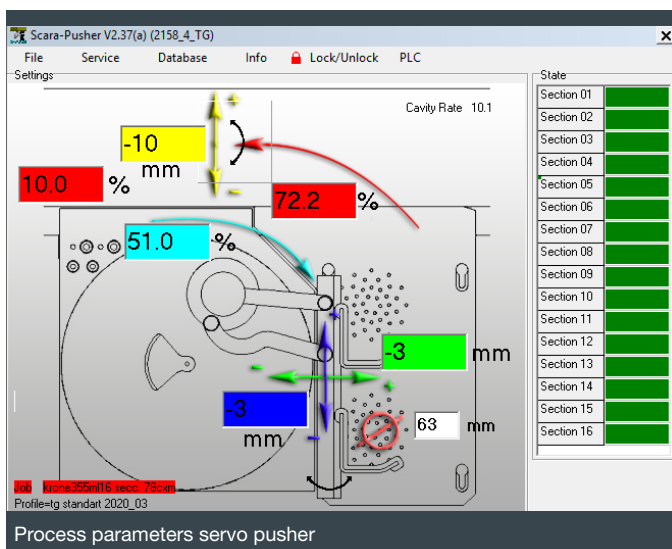 Scara-Pusher V2.37(a) (2158_4_TG)
File Service Database Info Lock/Unlock PLC
Settings
State
Cavity Rate 10.1
-10
mm
10.0 %
72.2 %
51.0 %
-3 mm
-3
mm
63 mm
Job krone355ml16 secc. 78cxm
Profile=tg standart 2020_03
Section 01
Section 02
Section 03
Section 04
Section 05
Section 06
Section 07
Section 08
Section 09
Section 10
Section 11
Section 12
Section 13
Section 14
Section 15
Section 16
Process parameters servo pusher